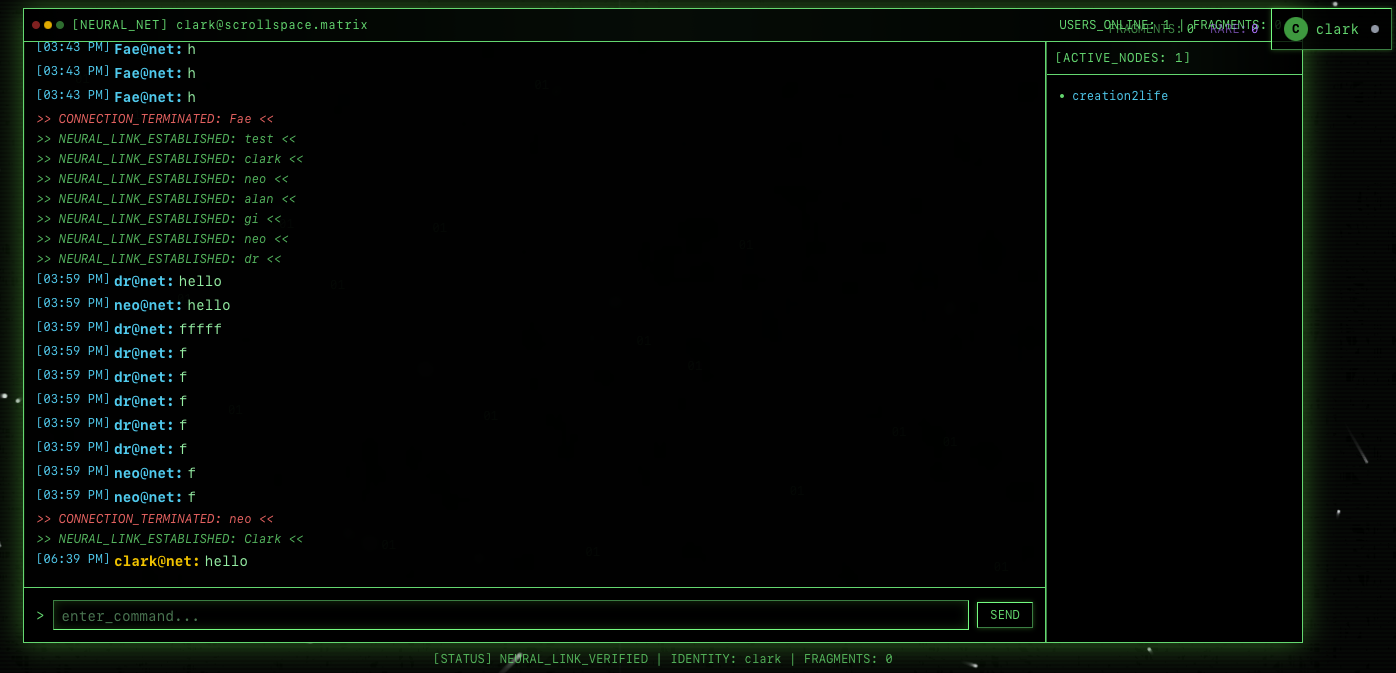 [NEURAL_NET] clark@scrollspace.matrix
USERS_ONLINE: 1 | FRAGMENTS: 0
FRAGMENTS: 0 RARE: 0
C clark
[ACTIVE_NODES: 1]
• creation2life
[03:43 PM] Fae@net: h
[03:43 PM] Fae@net: h
[03:43 PM] Fae@net: h
>> CONNECTION_TERMINATED: Fae <<
>> NEURAL_LINK_ESTABLISHED: test <<
>> NEURAL_LINK_ESTABLISHED: clark <<
>> NEURAL_LINK_ESTABLISHED: neo <<
>> NEURAL_LINK_ESTABLISHED: alan <<
>> NEURAL_LINK_ESTABLISHED: gi <<
>> NEURAL_LINK_ESTABLISHED: neo <<
>> NEURAL_LINK_ESTABLISHED: dr <<
[03:59 PM] dr@net: hello
[03:59 PM] neo@net: hello
[03:59 PM] dr@net: fffff
[03:59 PM] dr@net: f
[03:59 PM] dr@net: f
[03:59 PM] dr@net: f
[03:59 PM] dr@net: f
[03:59 PM] dr@net: f
[03:59 PM] neo@net: f
[03:59 PM] neo@net: f
>> CONNECTION_TERMINATED: neo <<
>> NEURAL_LINK_ESTABLISHED: Clark <<
[06:39 PM] clark@net: hello
> enter_command...
SEND
[STATUS] NEURAL_LINK_VERIFIED | IDENTITY: clark | FRAGMENTS: 0